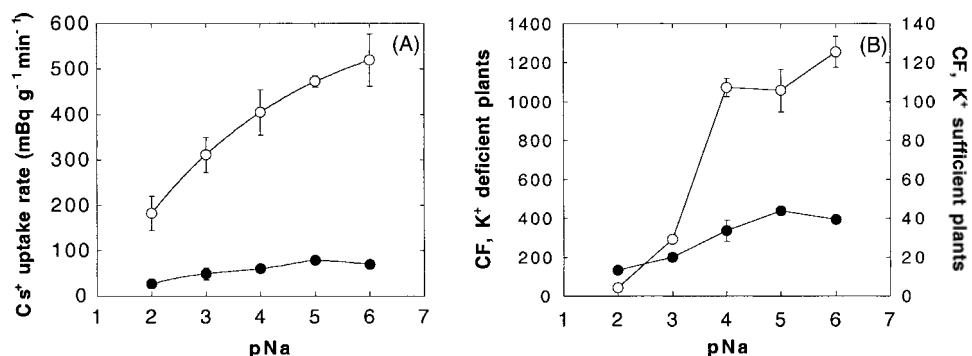 (A)
Cs⁺ uptake rate (mBq g⁻¹ min⁻¹)
600
500
400
300
200
100
0
1 2 3 4 5 6 7
pNa
(B)
CF, K⁺ deficient plants
1400
1200
1000
800
600
400
200
0
1 2 3 4 5 6 7
pNa
140
120
100
80
60
40
20
0
CF, K⁺ sufficient plants